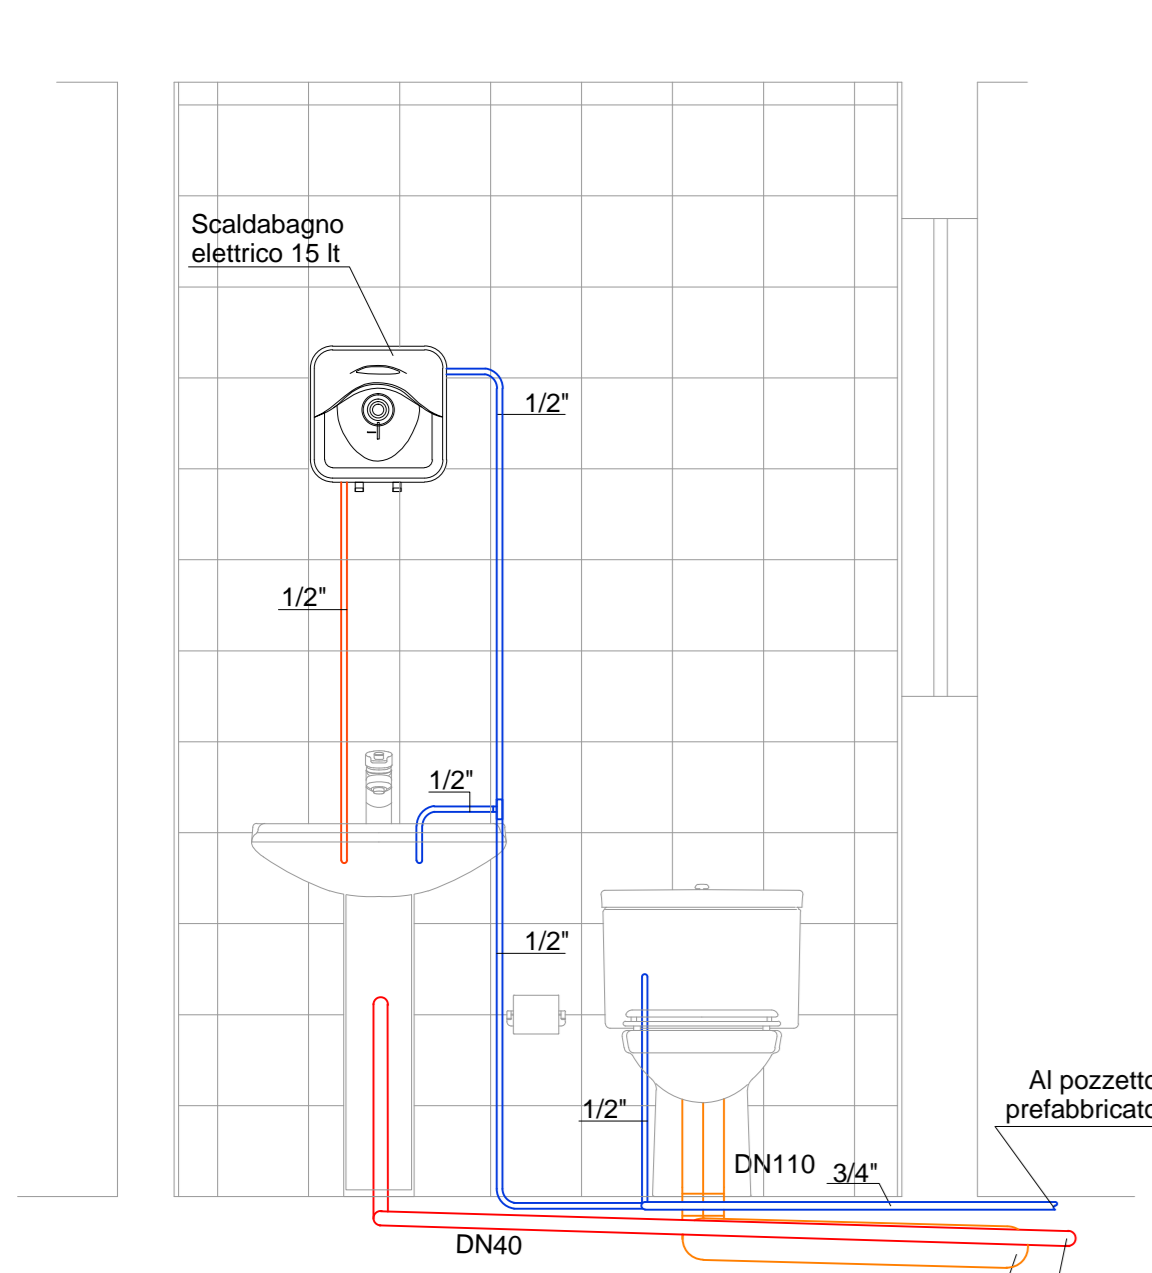 Scaldabagno
elettrico 15 lt
1/2"
1/2"
1/2"
1/2"
Al pozzetto
prefabbricato
1/2"
DN110
3/4"
DN40